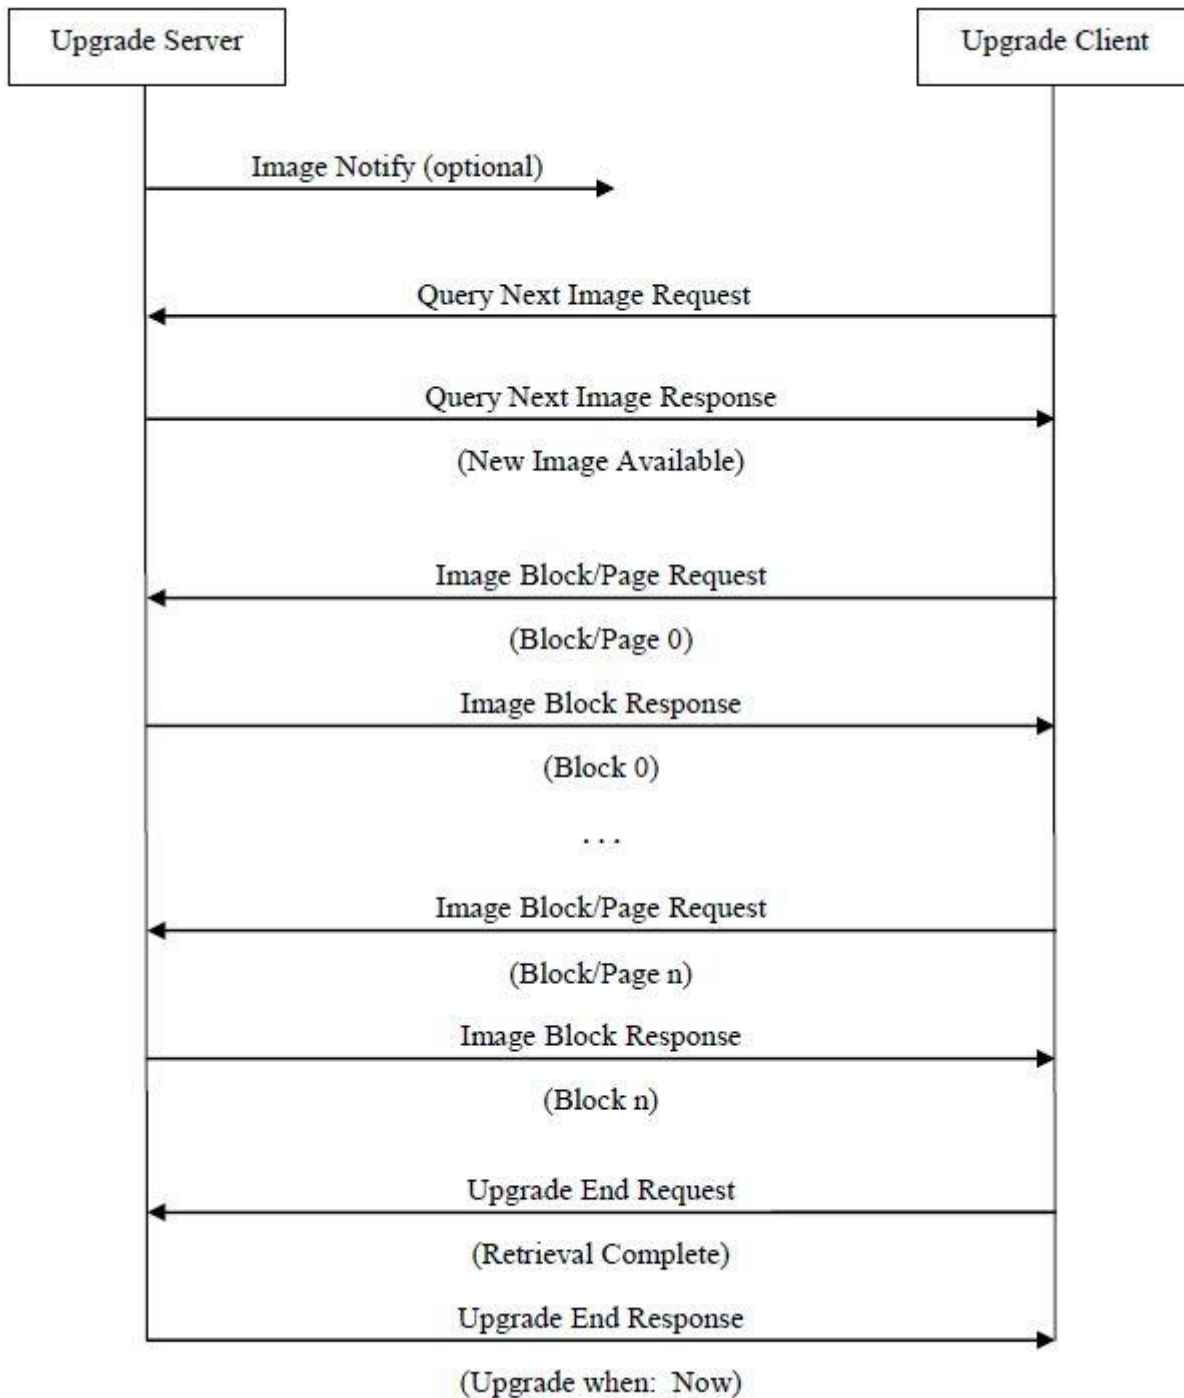 Upgrade Server
Upgrade Client
Image Notify (optional)
Query Next Image Request
Query Next Image Response
(New Image Available)
Image Block/Page Request
(Block/Page 0)
Image Block Response
(Block 0)
. . .
Image Block/Page Request
(Block/Page n)
Image Block Response
(Block n)
Upgrade End Request
(Retrieval Complete)
Upgrade End Response
(Upgrade when: Now)